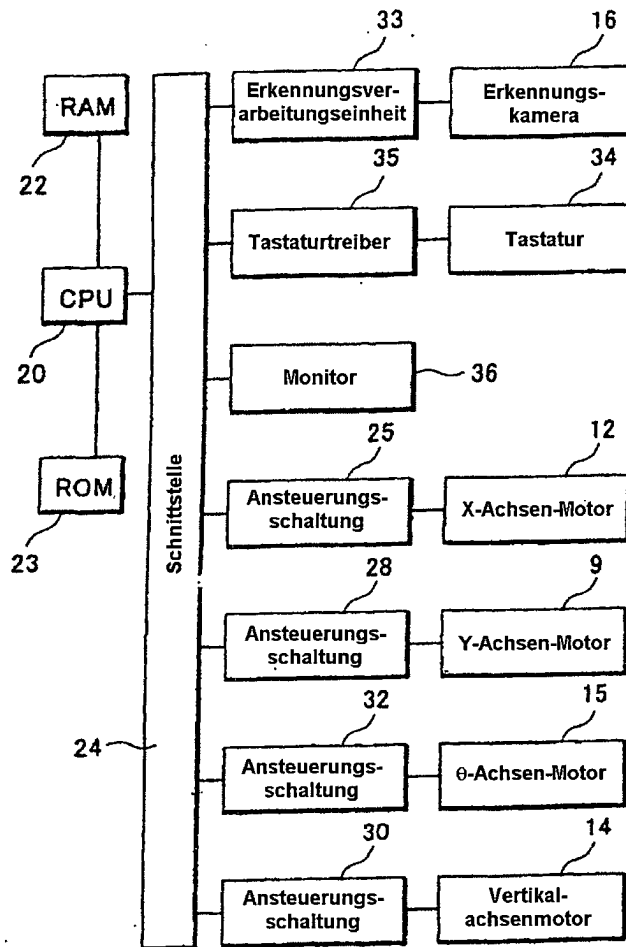 33
16
RAM
Erkennungsver-
arbeitungseinheit
Erkennungs-
kamera
22
35
34
Tastaturtreiber
Tastatur
CPU
20
Monitor
36
25
12
ROM
Ansteuerungs-
schaltung
X-Achsen-Motor
23
Schnittstelle
28
9
Ansteuerungs-
schaltung
Y-Achsen-Motor
24
32
15
Ansteuerungs-
schaltung
θ-Achsen-Motor
30
14
Ansteuerungs-
schaltung
Vertikal-
achsenmotor